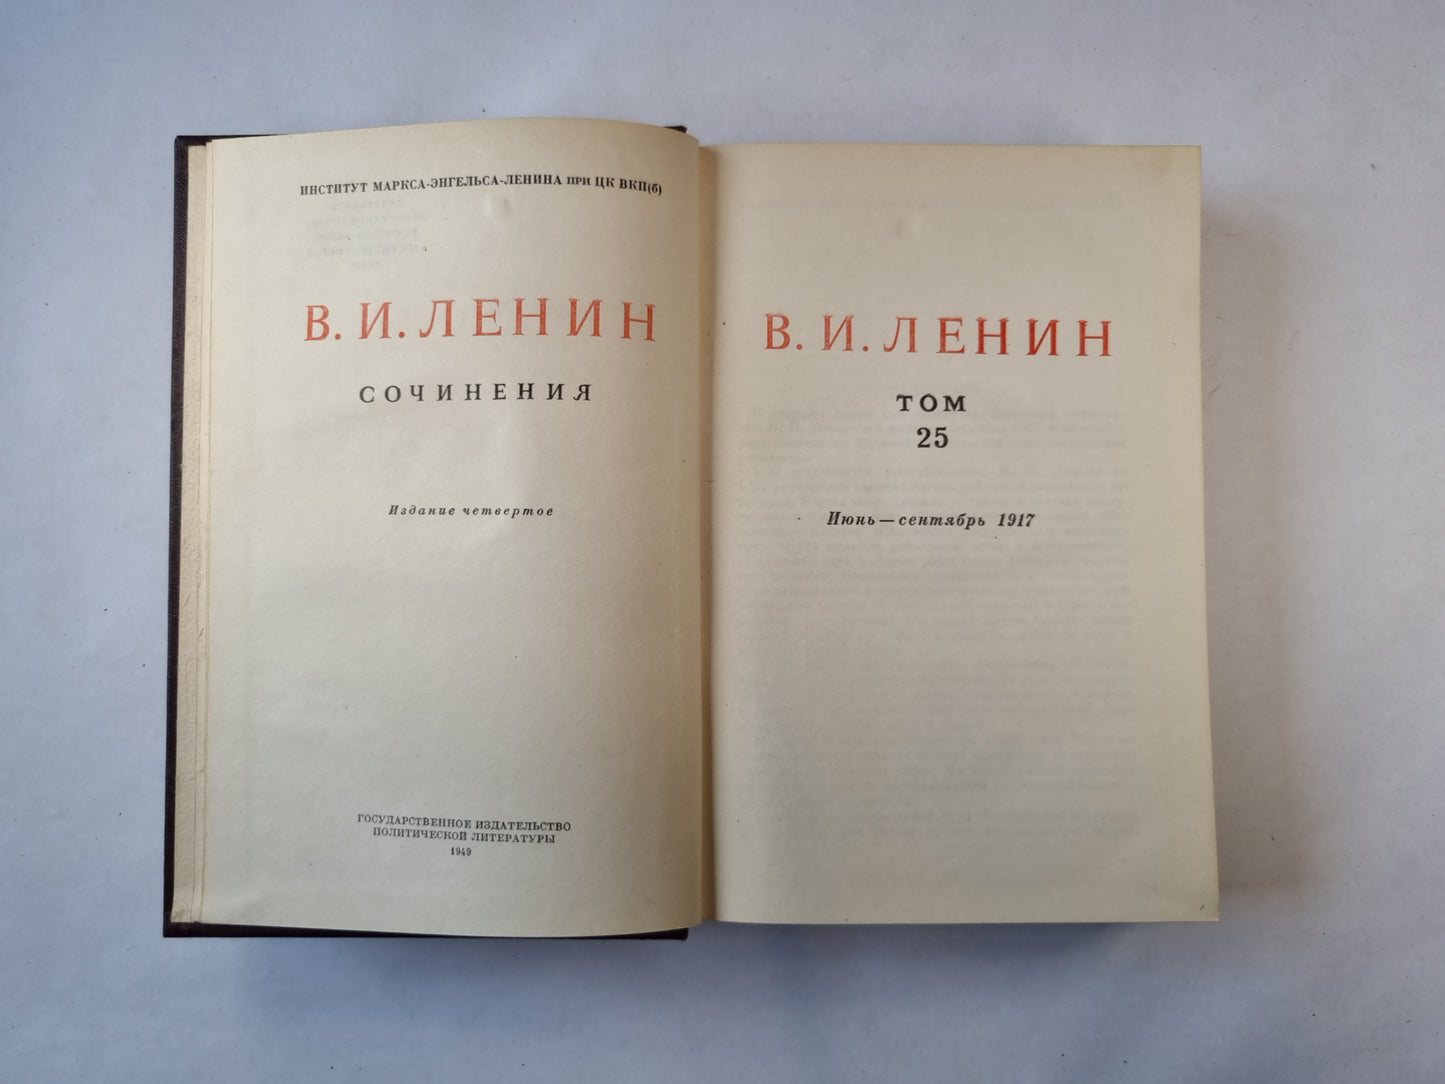 ИНСТИТУТ МАРКСА-ЭНГЕЛЬСА-ЛЕНИНА ПРИ ЦК ВКП(б)
В. И. ЛЕНИН
СОЧИНЕНИЯ
Издание четвертое
ГОСУДАРСТВЕННОЕ ИЗДАТЕЛЬСТВО
ПОЛИТИЧЕСКОЙ ЛИТЕРАТУРЫ
1949
В. И. ЛЕНИН
ТОМ
25
Июнь — сентябрь 1917